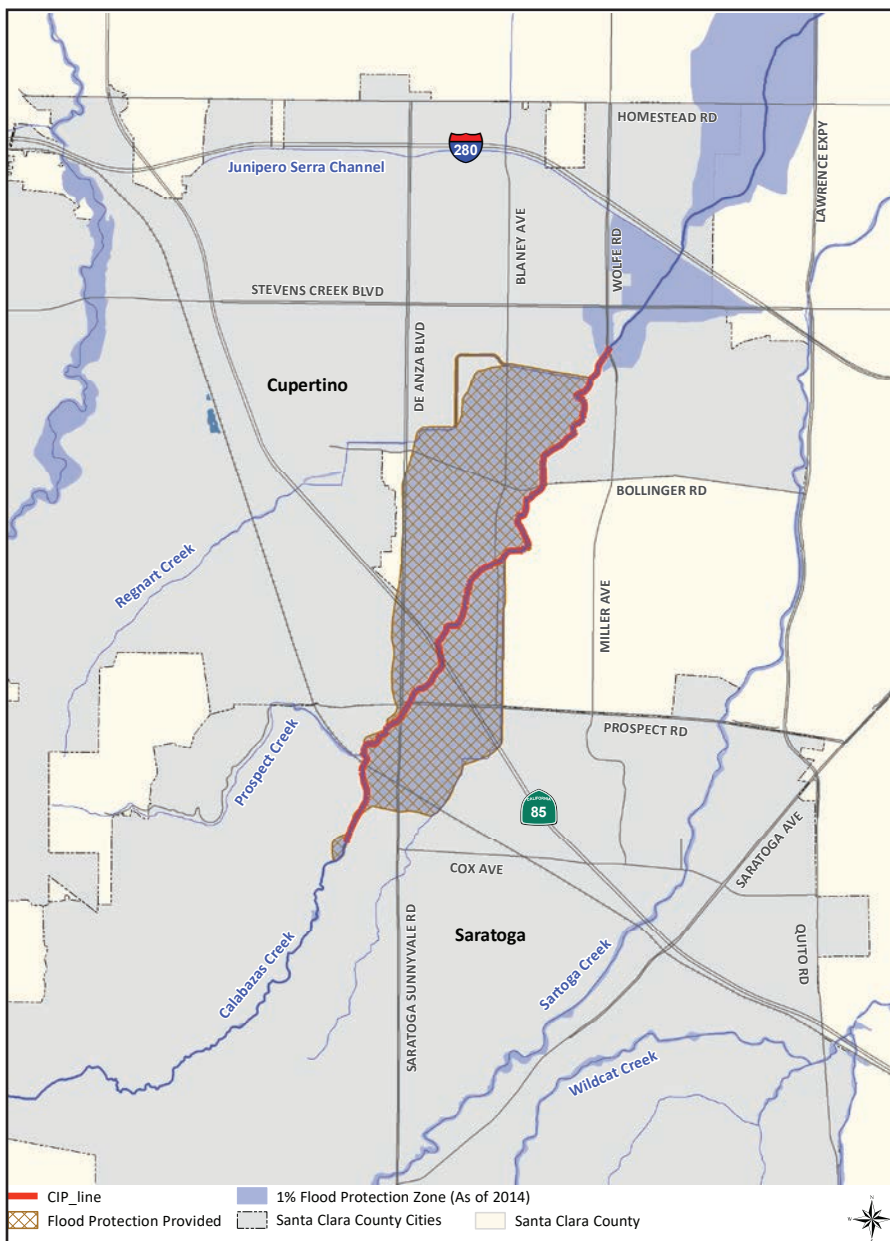 HOMESTEAD RD
LAWRENCE EXPY
280
Junipero Serra Channel
BLANEY AVE
WOLFE RD
STEVENS CREEK BLVD
DE ANZA BLVD
Cupertino
BOLLINGER RD
Regnart Creek
MILLER AVE
PROSPECT RD
Prospect Creek
CALIFORNIA
85
SARATOGA AVE
COX AVE
Saratoga
SARATOGA SUNNYVALE RD
QUITO RD
Calabazas Creek
Sartoga Creek
Wildcat Creek
CIP_line
1% Flood Protection Zone (As of 2014)
Flood Protection Provided
Santa Clara County Cities
Santa Clara County